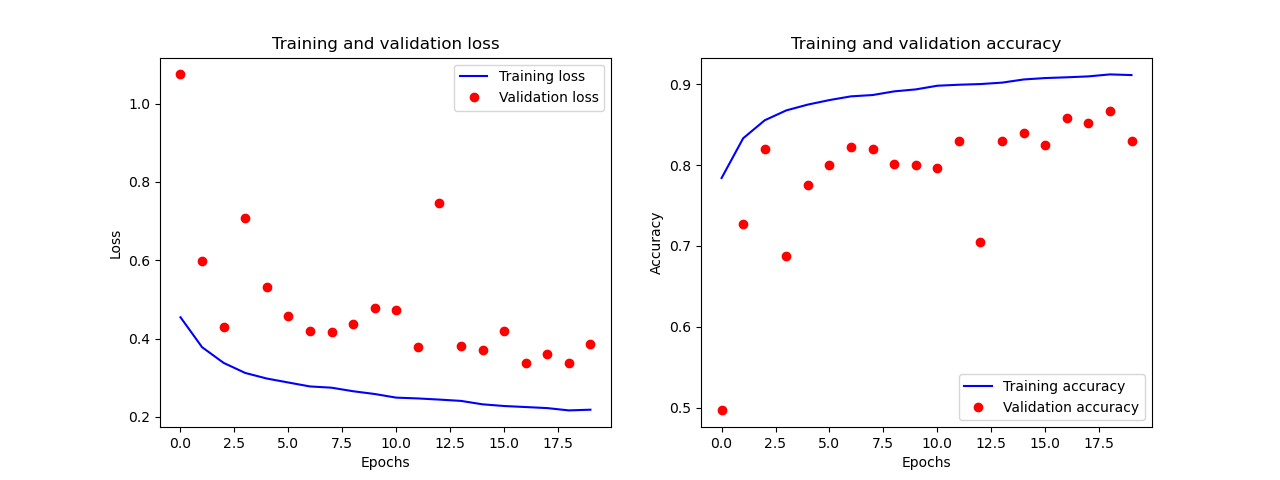 Training and validation loss
Training loss
Validation loss
Loss
1.0
0.8
0.6
0.4
0.2
0.0 2.5 5.0 7.5 10.0 12.5 15.0 17.5
Epochs
Training and validation accuracy
Accuracy
0.9
0.8
0.7
0.6
0.5
Training accuracy
Validation accuracy
0.0 2.5 5.0 7.5 10.0 12.5 15.0 17.5
Epochs